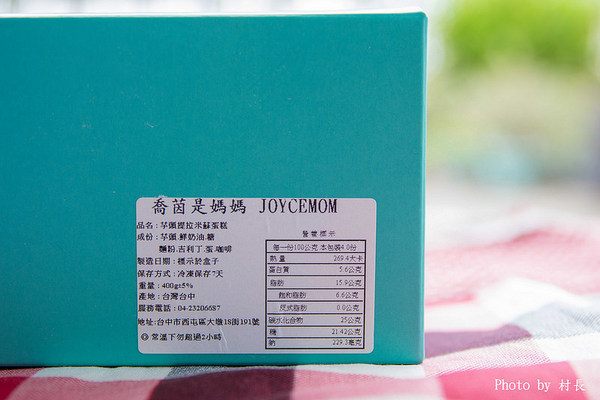 喬茵是媽媽 JOYCEMOM
品名:芋頭提拉米蘇蛋糕
成份:芋頭.鮮奶油.糖
麵粉.吉利丁.蛋.咖啡
製造日期:標示於盒子
保存方式:冷凍保存7天
重量:400g±5%
產地:台灣台中
服務電話:04-23206687
地址:台中市西屯區大墩18街191號
◎常溫下勿超過2小時
營養標示
每一份100公克 本包裝4.0份
熱量 269.4大卡
蛋白質 5.6公克
脂肪 15.9公克
飽和脂肪 6.6公克
反式脂肪 0.0公克
碳水化合物 25公克
糖 21.42公克
鈉 229.3毫克
Photo by 村長